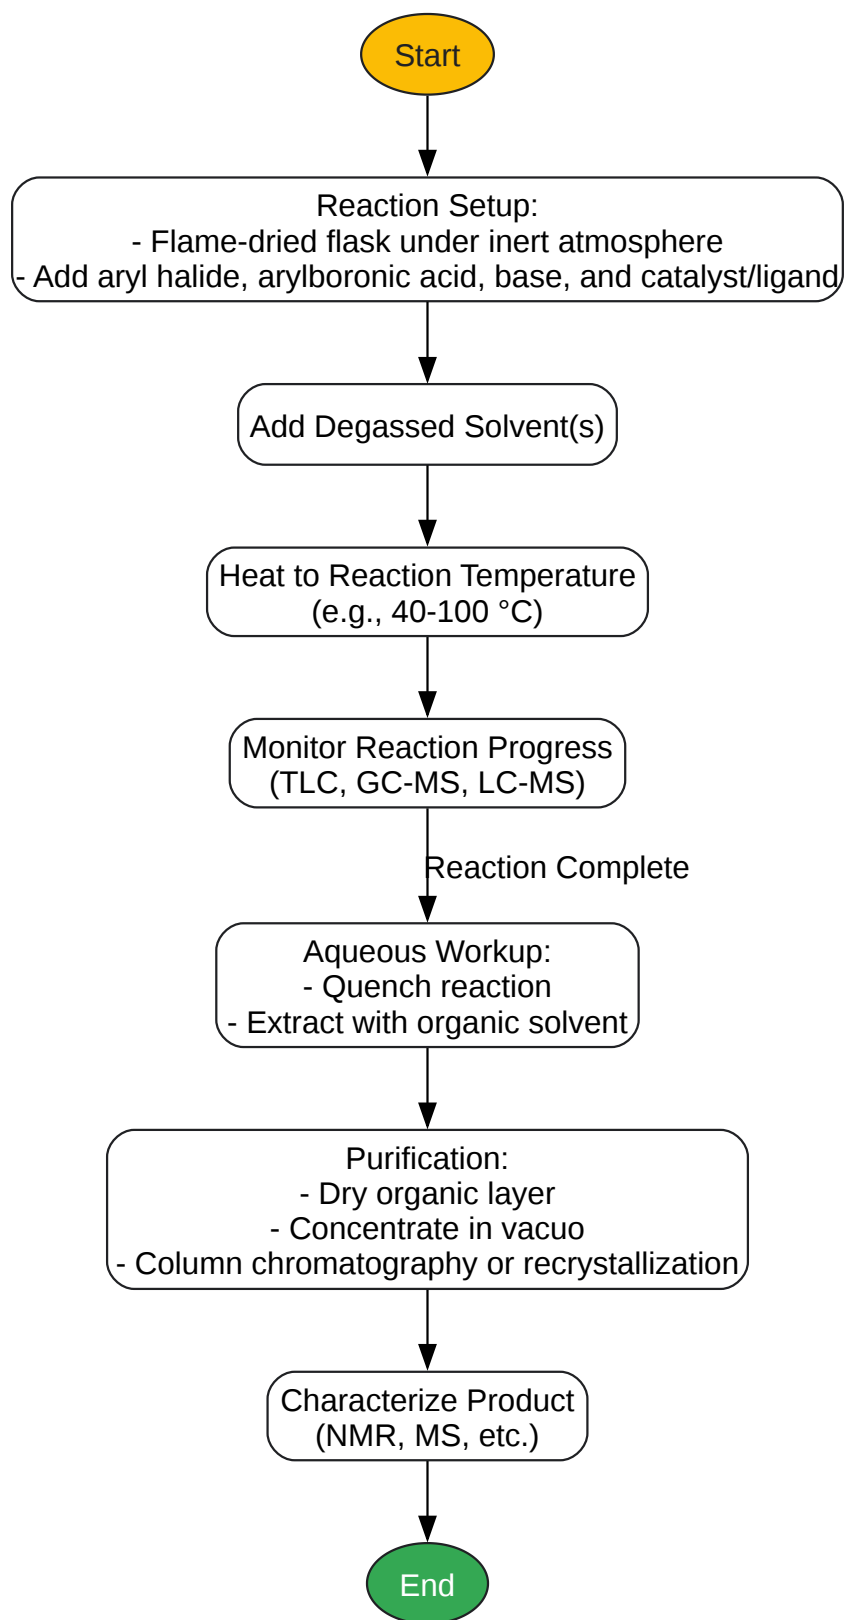 Start
Reaction Setup:
- Flame-dried flask under inert atmosphere
- Add aryl halide, arylboronic acid, base, and catalyst/ligand
Add Degassed Solvent(s)
Heat to Reaction Temperature
(e.g., 40-100 °C)
Monitor Reaction Progress
(TLC, GC-MS, LC-MS)
Reaction Complete
Aqueous Workup:
- Quench reaction
- Extract with organic solvent
Purification:
- Dry organic layer
- Concentrate in vacuo
- Column chromatography or recrystallization
Characterize Product
(NMR, MS, etc.)
End